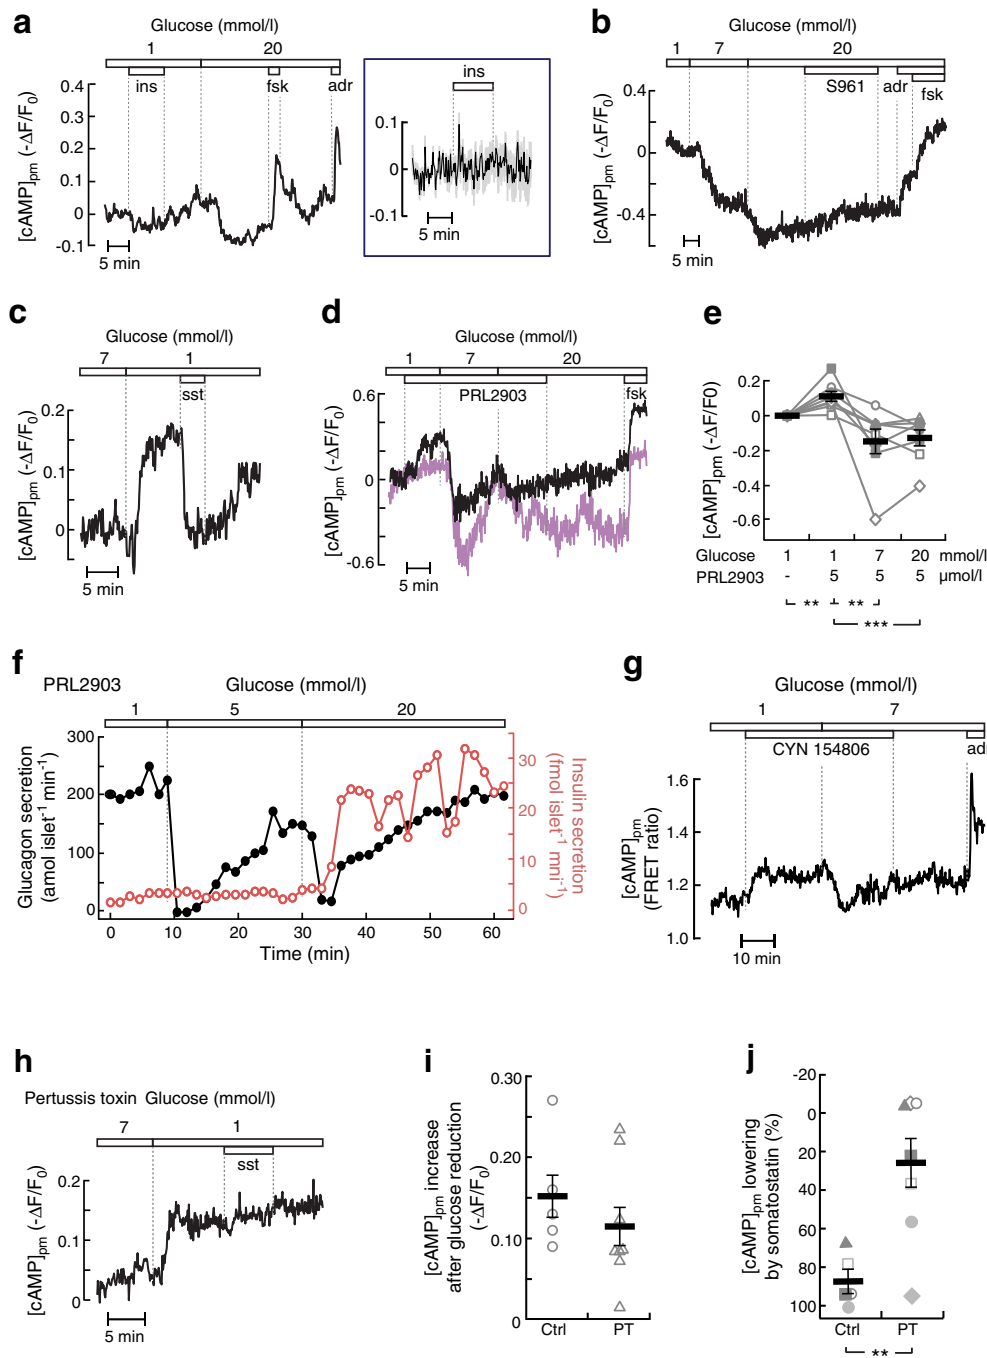 a
Glucose (mmol/l)
1
20
ins
fsk
adr
[cAMP]pm (-ΔF/F0)
0.4
0.3
0.2
0.1
0
-0.1
5 min
ins
0.1
0
-0.1
5 min
b
Glucose (mmol/l)
1
7
20
S961
adr
fsk
[cAMP]pm (-ΔF/F0)
0.4
0
-0.4
5 min
c
Glucose (mmol/l)
7
1
sst
[cAMP]pm (-ΔF/F0)
0.2
0.1
0
5 min
d
Glucose (mmol/l)
1
7
20
PRL2903
fsk
[cAMP]pm (-ΔF/F0)
0.6
0
-0.6
5 min
e
[cAMP]pm (-ΔF/F0)
0.2
0
-0.2
-0.4
-0.6
Glucose 1 1 7 20 mmol/l
PRL2903 - 5 5 5 µmol/l
** **
***
f
PRL2903
Glucose (mmol/l)
1
5
20
Glucagon secretion
(amol islet-1 min-1)
300
200
100
0
30
20
10
0
Insulin secretion
(fmol islet-1 mni-1)
0 10 20 30 40 50 60
Time (min)
g
Glucose (mmol/l)
1
7
CYN 154806
ad
[cAMP]pm
(FRET ratio)
1.6
1.4
1.2
1.0
10 min
h
Pertussis toxin Glucose (mmol/l)
7
1
sst
[cAMP]pm (-ΔF/F0)
0.2
0.1
0
5 min
i
[cAMP]pm increase
after glucose reduction
(-ΔF/F0)
0.30
0.20
0.10
0
Ctrl PT
j
[cAMP]pm lowering
by somatostatin (%)
-20
0
20
40
60
80
100
Ctrl PT
**